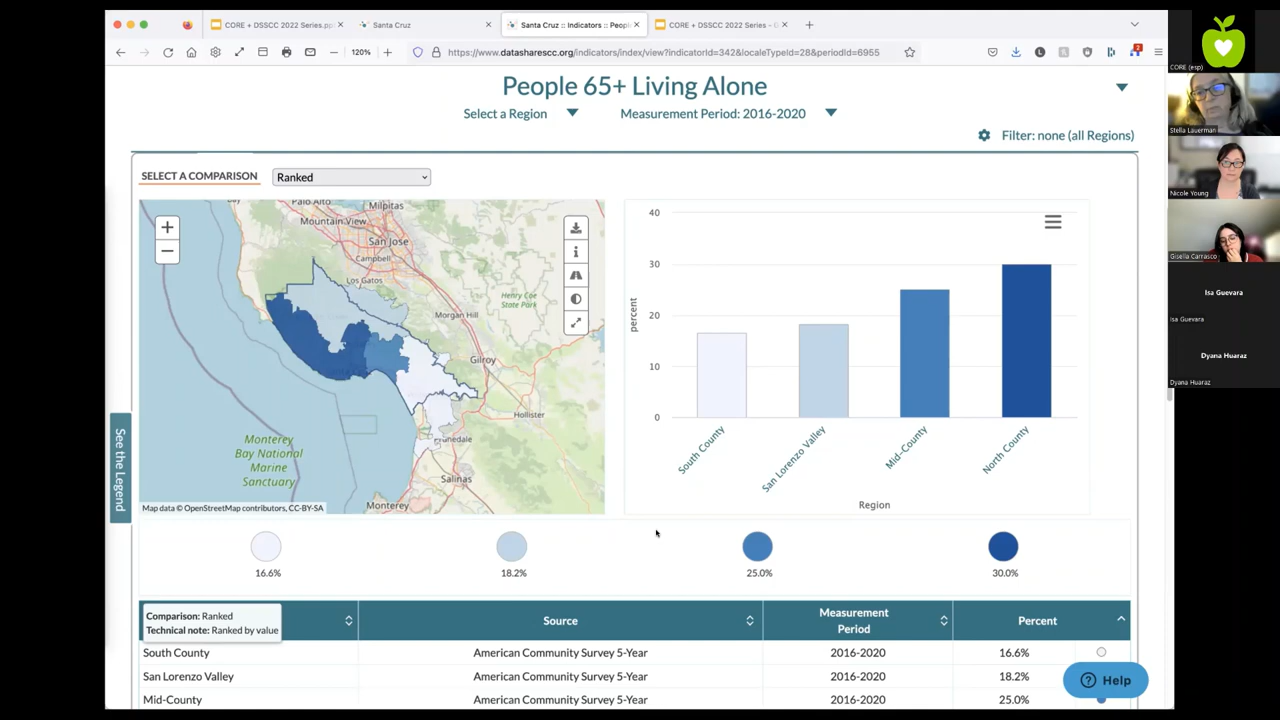 CORE + DSSCC 2022 Series.pp
Santa Cruz
Santa Cruz :: Indicators :: Peopl
CORE + DSSCC 2022 Series – G
120%
https://www.datasharescc.org/indicators/index/view?indicatorId=342&localeTypeId=28&periodId=6955
2
People 65+ Living Alone
Select a Region
Measurement Period: 2016-2020
Filter: none (all Regions)
SELECT A COMPARISON
Ranked
Palo Alto
Milpitas
Mountain View
San Jose
Campbell
Los Gatos
Henry Coe
State Park
Morgan Hill
Gilroy
Hollister
Salinas
Monterey
Monterey
Bay National
Marine
Sanctuary
Map data © OpenStreetMap contributors, CC-BY-SA
See the Legend
40
30
20
10
0
percent
South County
San Lorenzo Valley
Mid-County
North County
Region
16.6%
18.2%
25.0%
30.0%
Comparison: Ranked
Technical note: Ranked by value
Source
Measurement
Period
Percent
South County
American Community Survey 5-Year
2016-2020
16.6%
San Lorenzo Valley
American Community Survey 5-Year
2016-2020
18.2%
Mid-County
American Community Survey 5-Year
2016-2020
25.0%
Help
CORE (esp)
Stella Lauerman
Nicole Young
Gisella Carrasco
Isa Guevara
Isa Guevara
Dyana Huaraz
Dyana Huaraz